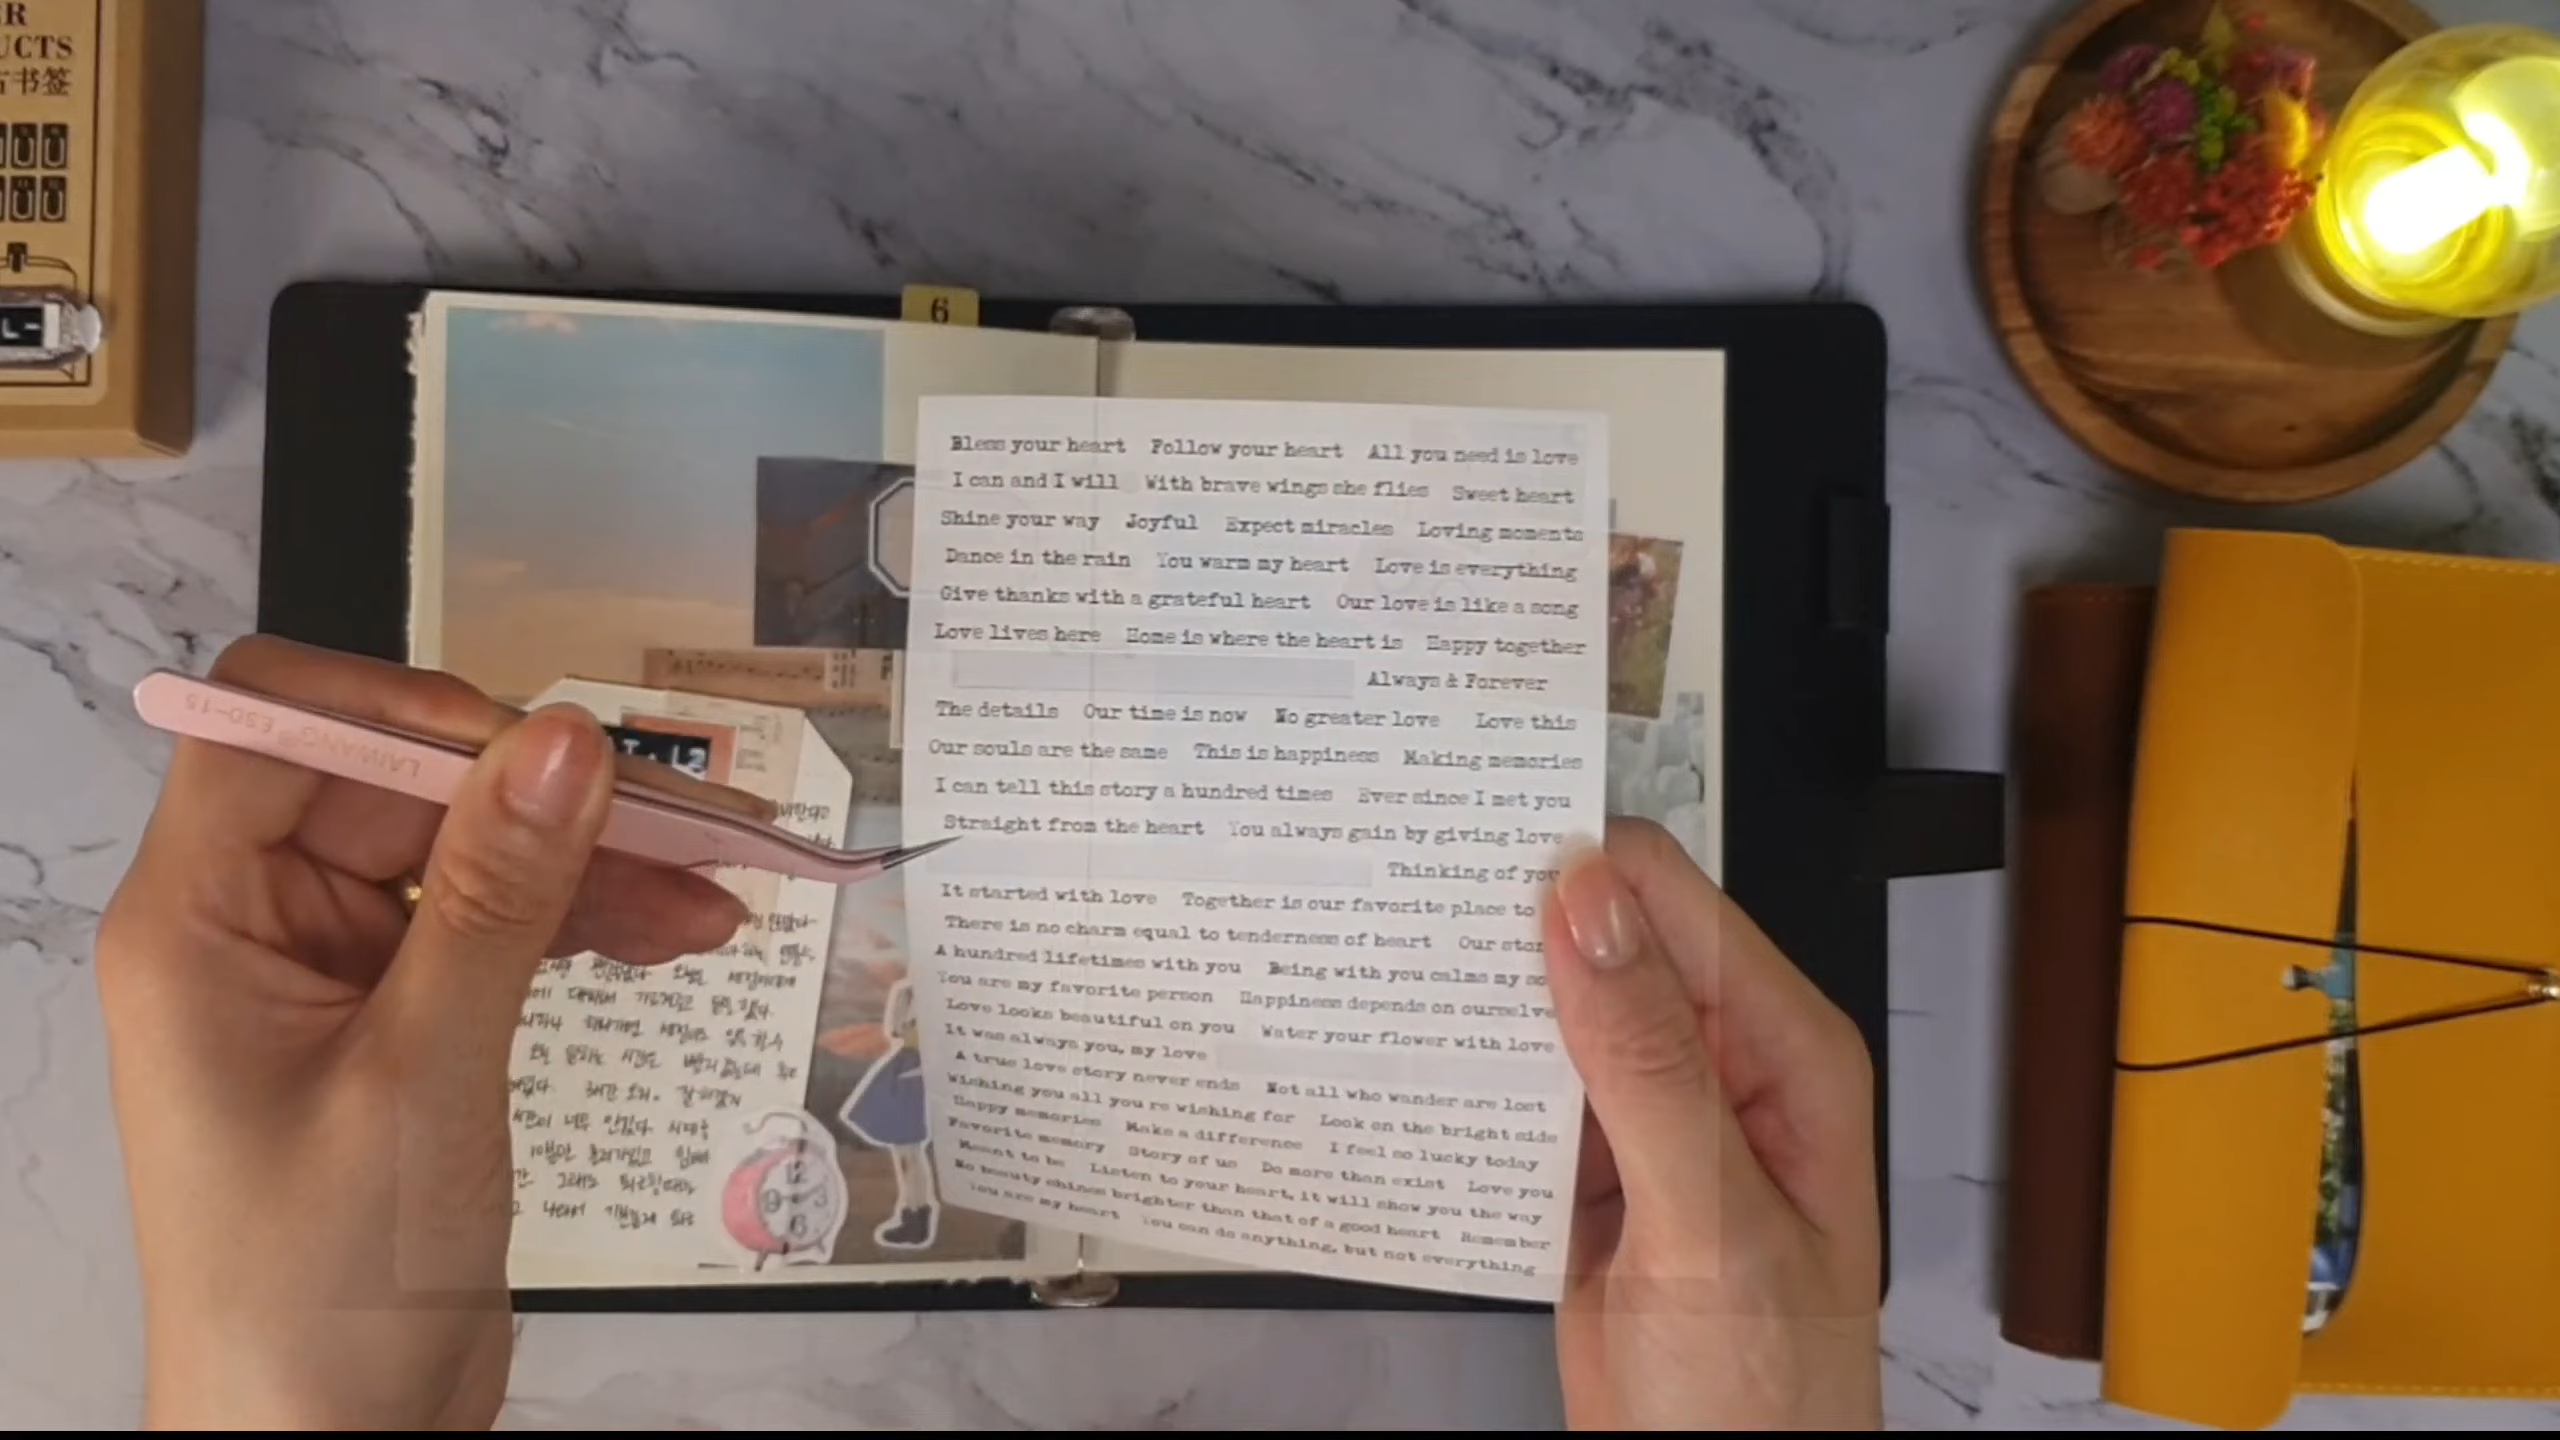 R
UCTS
古书签
6
Bless your heart Follow your heart All you need is love
I can and I will With brave wings she flies Sweet heart
Shine your way Joyful Expect miracles Loving moments
Dance in the rain You warm my heart Love is everything
Give thanks with a grateful heart Our love is like a song
Love lives here Home is where the heart is Happy together
Always & Forever
The details Our time is now No greater love Love this
Our souls are the same This is happiness Making memories
I can tell this story a hundred times Ever since I met you
Straight from the heart You always gain by giving love
Thinking of you
It started with love Together is our favorite place to
There is no charm equal to tenderness of heart Our stor
A hundred lifetimes with you Being with you calms my so
You are my favorite person Happiness depends on ourselve
Love looks beautiful on you Water your flower with love
It was always you, my love
A true love story never ends Not all who wander are lost
Wishing you all you re wishing for Look on the bright side
Happy memories Make a difference I feel so lucky today
Favorite memory Story of us Do more than exist Love you
Meant to be Listen to your heart, it will show you the way
No beauty shines brighter than that of a good heart Remember
You are my heart You can do anything, but not everything
LAIWANG® ESD-15